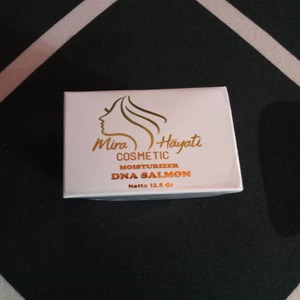 Mira Hayati
COSMETIC
MOISTURIZER
DNA SALMON
Netto 12.5 Gr